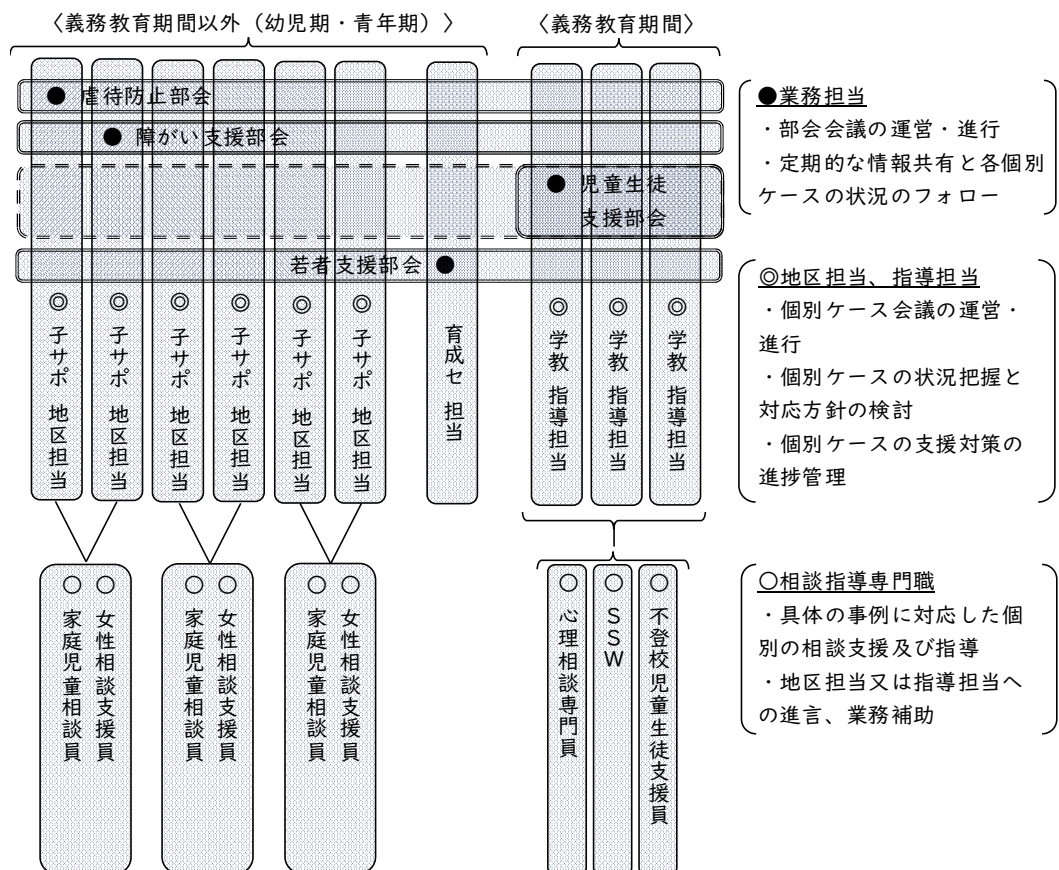 〈義務教育期間以外（幼児期・青年期）〉
〈義務教育期間〉
● 虐待防止部会
● 障がい支援部会
● 児童生徒
支援部会
若者支援部会 ●
◎ 子サポ 地区担当
◎ 子サポ 地区担当
◎ 子サポ 地区担当
◎ 子サポ 地区担当
◎ 子サポ 地区担当
◎ 子サポ 地区担当
育成セ 担当
◎ 学教 指導担当
◎ 学教 指導担当
◎ 学教 指導担当
○ 家庭児童相談員
○ 女性相談支援員
○ 家庭児童相談員
○ 女性相談支援員
○ 家庭児童相談員
○ 女性相談支援員
○ 心理相談専門員
○ SSW
○ 不登校児童生徒支援員
●業務担当
・部会会議の運営・進行
・定期的な情報共有と各個別
ケースの状況のフォロー
◎地区担当、指導担当
・個別ケース会議の運営・
進行
・個別ケースの状況把握と
対応方針の検討
・個別ケースの支援対策の
進捗管理
○相談指導専門職
・具体の事例に対応した個
別の相談支援及び指導
・地区担当又は指導担当へ
の進言、業務補助